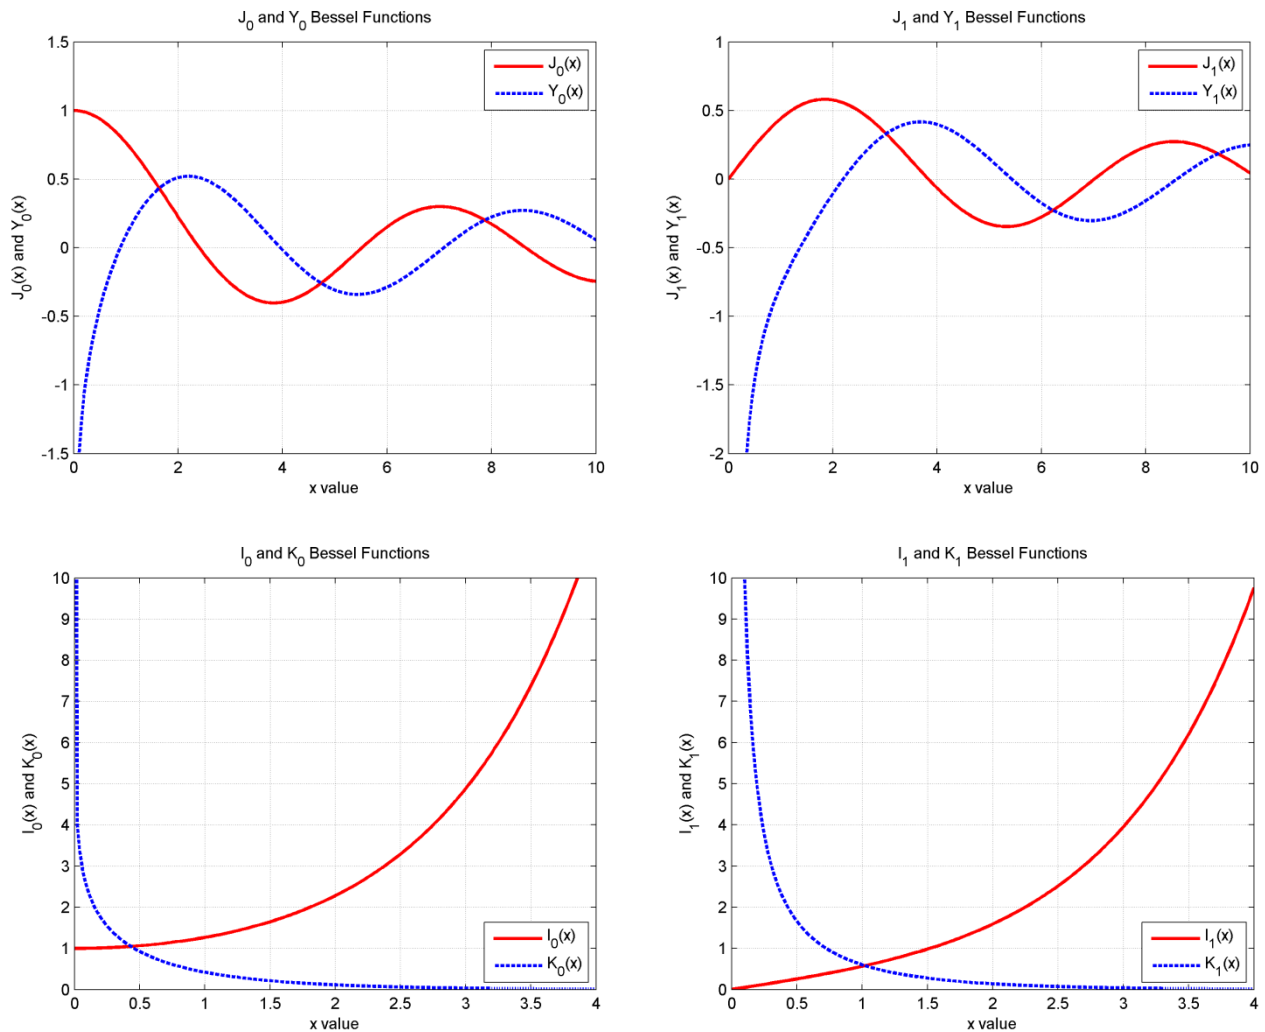 J0 and Y0 Bessel Functions
1.5
1
0.5
0
-0.5
-1
-1.5
J0(x) and Y0(x)
J0(x)
Y0(x)
0 2 4 6 8 10
x value
J1 and Y1 Bessel Functions
1
0.5
0
-0.5
-1
-1.5
-2
J1(x) and Y1(x)
J1(x)
Y1(x)
0 2 4 6 8 10
x value
I0 and K0 Bessel Functions
10
9
8
7
6
5
4
3
2
1
0
I0(x) and K0(x)
I0(x)
K0(x)
0 0.5 1 1.5 2 2.5 3 3.5 4
x value
I1 and K1 Bessel Functions
10
9
8
7
6
5
4
3
2
1
0
I1(x) and K1(x)
I1(x)
K1(x)
0 0.5 1 1.5 2 2.5 3 3.5 4
x value